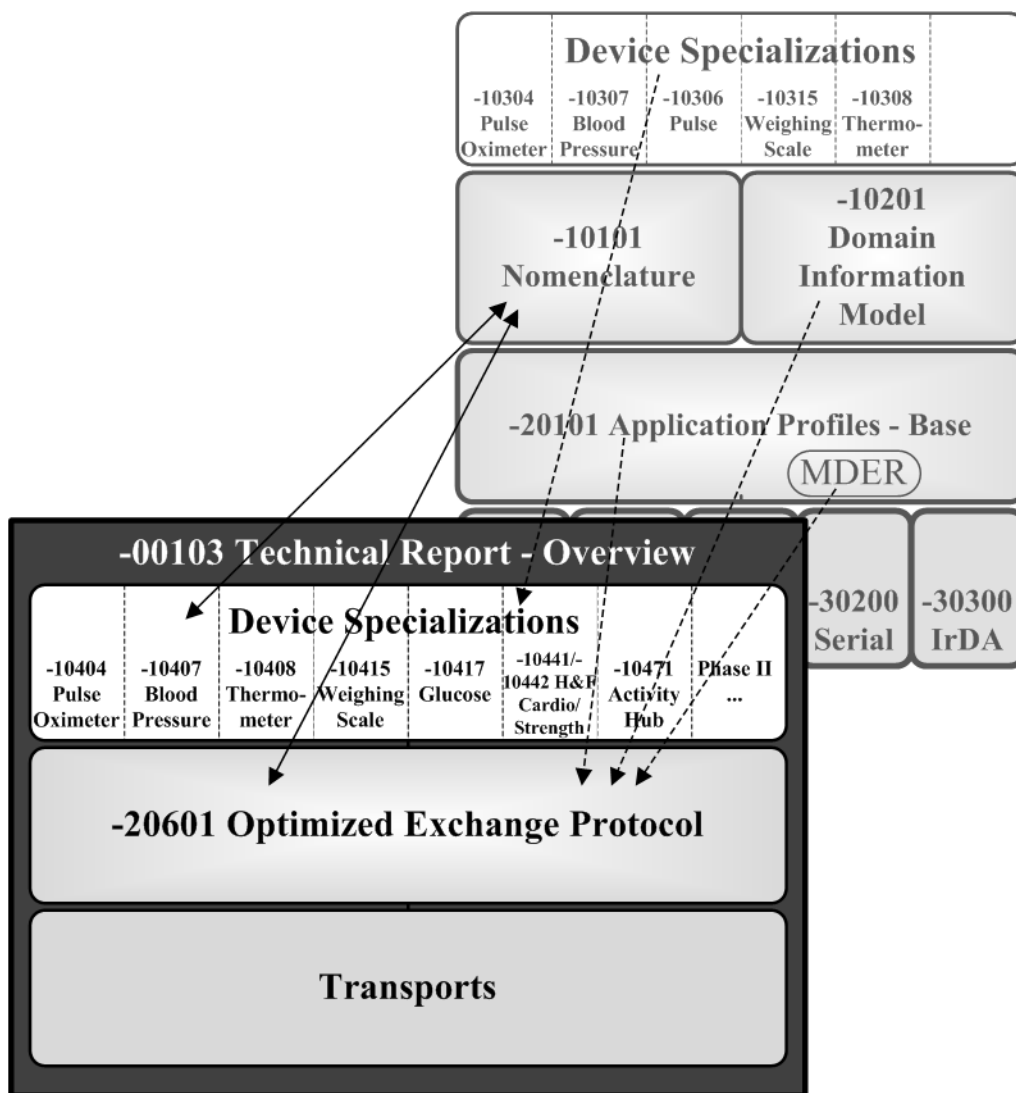 Device Specializations
-10304
Pulse
Oximeter
-10307
Blood
Pressure
-10306
Pulse
-10315
Weighing
Scale
-10308
Thermo-
meter
-10101
Nomenclature
-10201
Domain
Information
Model
-20101 Application Profiles - Base
MDER
-30200
Serial
-30300
IrDA
-00103 Technical Report - Overview
Device Specializations
-10404
Pulse
Oximeter
-10407
Blood
Pressure
-10408
Thermo-
meter
-10415
Weighing
Scale
-10417
Glucose
-10441/-
10442 H&F
Cardio/
Strength
-10471
Activity
Hub
Phase II
...
-20601 Optimized Exchange Protocol
Transports